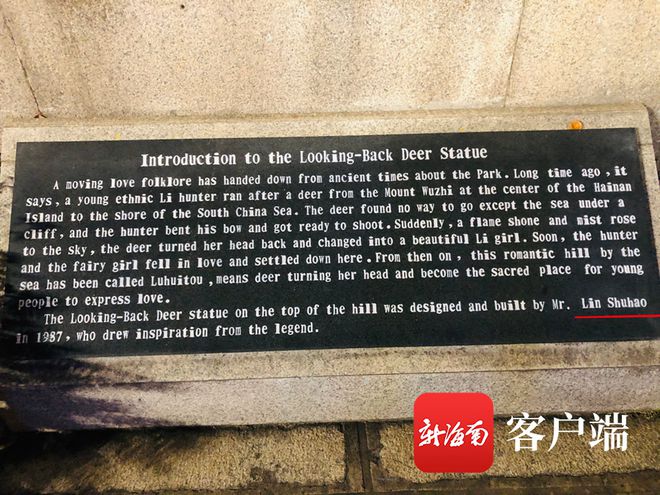 Introduction to the Looking-Back Deer Statue
A moving love folklore has handed down from ancient times about the Park. Long time ago, it
says, a young ethnic Li hunter ran after a deer from the Mount Wuzhi at the center of the Hainan
Island to the shore of the South China Sea. The deer found no way to go except the sea under a
cliff, and the hunter bent his bow and got ready to shoot. Suddenly, a flame shone and mist rose
to the sky, the deer turned her head back and changed into a beautiful Li girl. Soon, the hunter
and the fairy girl fell in love and settled down here. From then on, this romantic hill by the
sea has been called Luhuitou, means deer turning her head and become the sacred place for young
people to express love.
The Looking-Back Deer statue on the top of the hill was designed and built by Mr. Lin Shuhao
in 1987, who drew inspiration from the legend.
新海南 客户端